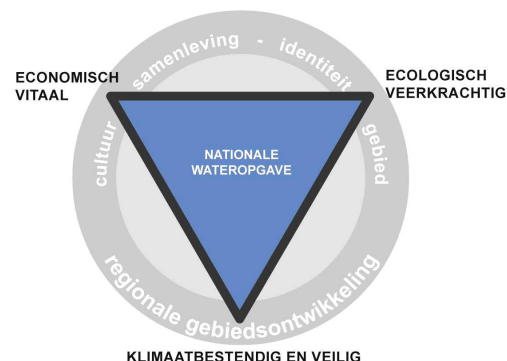 samenleving - identiteit
ECONOMISCH
VITAAL
ECOLOGISCH
VEERKRACHTIG
cultuur
gebied
NATIONALE
WATEROPGAVE
regionale gebiedsontwikkeling
KLIMAATBESTENDIG EN VEILIG